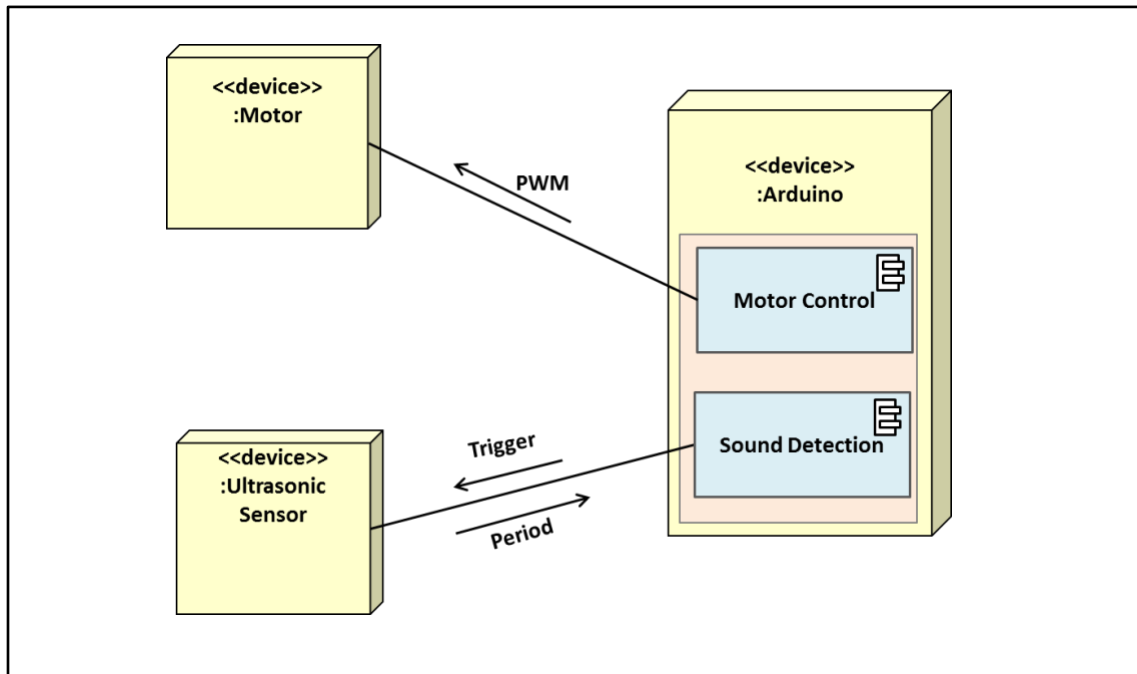 <<device>>
:Motor
PWM
<<device>>
:Arduino
Motor Control
<<device>>
:Ultrasonic
Sensor
Trigger
Period
Sound Detection